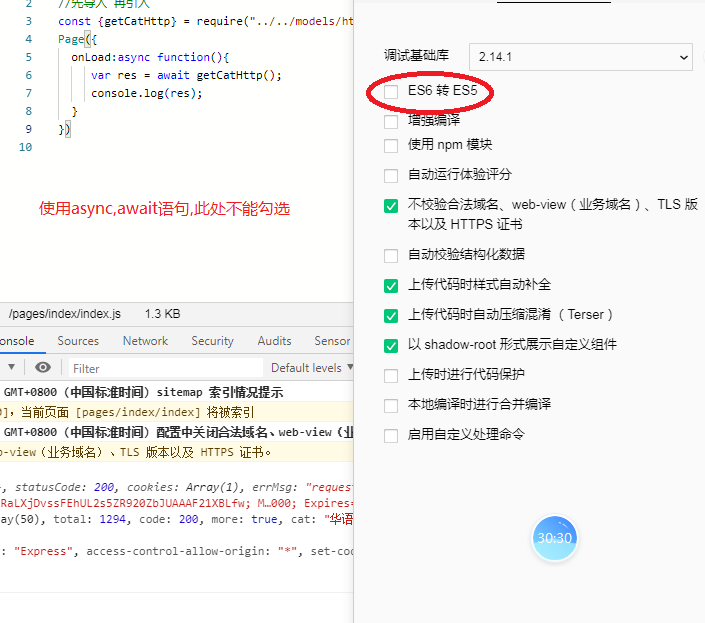 2 //先导入 再引入
3 const {getCatHttp} = require("../../models/ht
4 Page({
5 onLoad:async function(){
6 var res = await getCatHttp();
7 console.log(res);
8 }
9 })
10
使用async,await语句,此处不能勾选
/pages/index/index.js 1.3 KB
onsole Sources Network Security Audits Sensor
Filter Default levels
GMT+0800（中国标准时间）sitemap 索引情况提示
]，当前页面 [pages/index/index] 将被索引
GMT+0800（中国标准时间）配置中关闭合法域名、web-view（业
b-view（业务域名）、TLS 版本以及 HTTPS 证书。
, statusCode: 200, cookies: Array(1), errMsg: "reques
RaLXjDvssFEhUL2s5ZR920ZbJUAAAF21XBLfw; M…000; Expires=
ay(50), total: 1294, code: 200, more: true, cat: "华语
: "Express", access-control-allow-origin: "*", set-coo
调试基础库 2.14.1
ES6 转 ES5
增强编译
使用 npm 模块
自动运行体验评分
不校验合法域名、web-view（业务域名）、TLS 版
本以及 HTTPS 证书
自动校验结构化数据
上传代码时样式自动补全
上传代码时自动压缩混淆 （Terser）
以 shadow-root 形式展示自定义组件
上传时进行代码保护
本地编译时进行合并编译
启用自定义处理命令
30:30